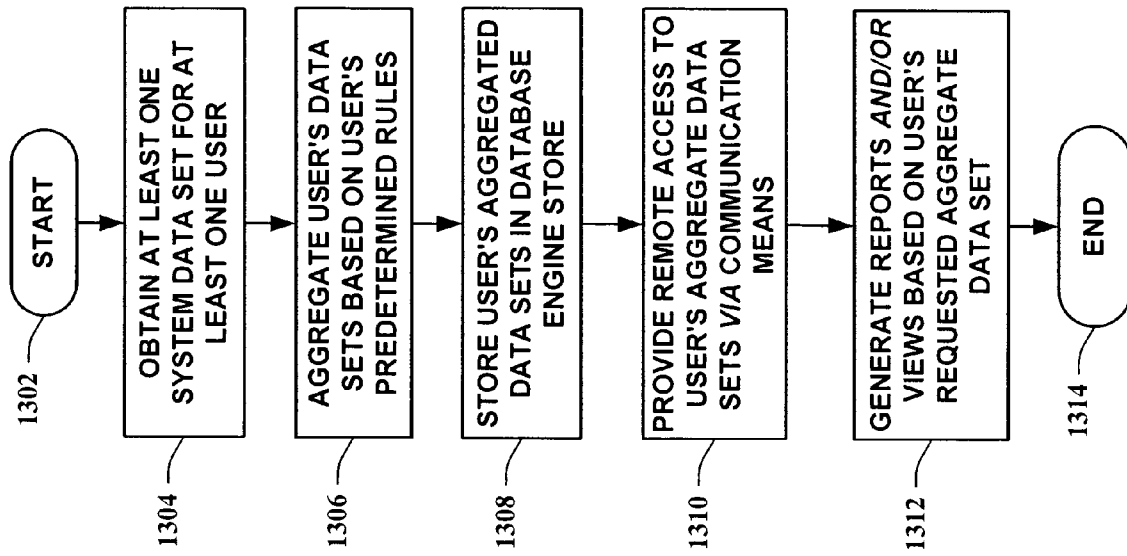 START
1302
OBTAIN AT LEAST ONE
SYSTEM DATA SET FOR AT
LEAST ONE USER
1304
AGGREGATE USER'S DATA
SETS BASED ON USER'S
PREDETERMINED RULES
1306
STORE USER'S AGGREGATED
DATA SETS IN DATABASE
ENGINE STORE
1308
PROVIDE REMOTE ACCESS TO
USER'S AGGREGATE DATA
SETS VIA COMMUNICATION
MEANS
1310
GENERATE REPORTS AND/OR
VIEWS BASED ON USER'S
REQUESTED AGGREGATE
DATA SET
1312
END
1314